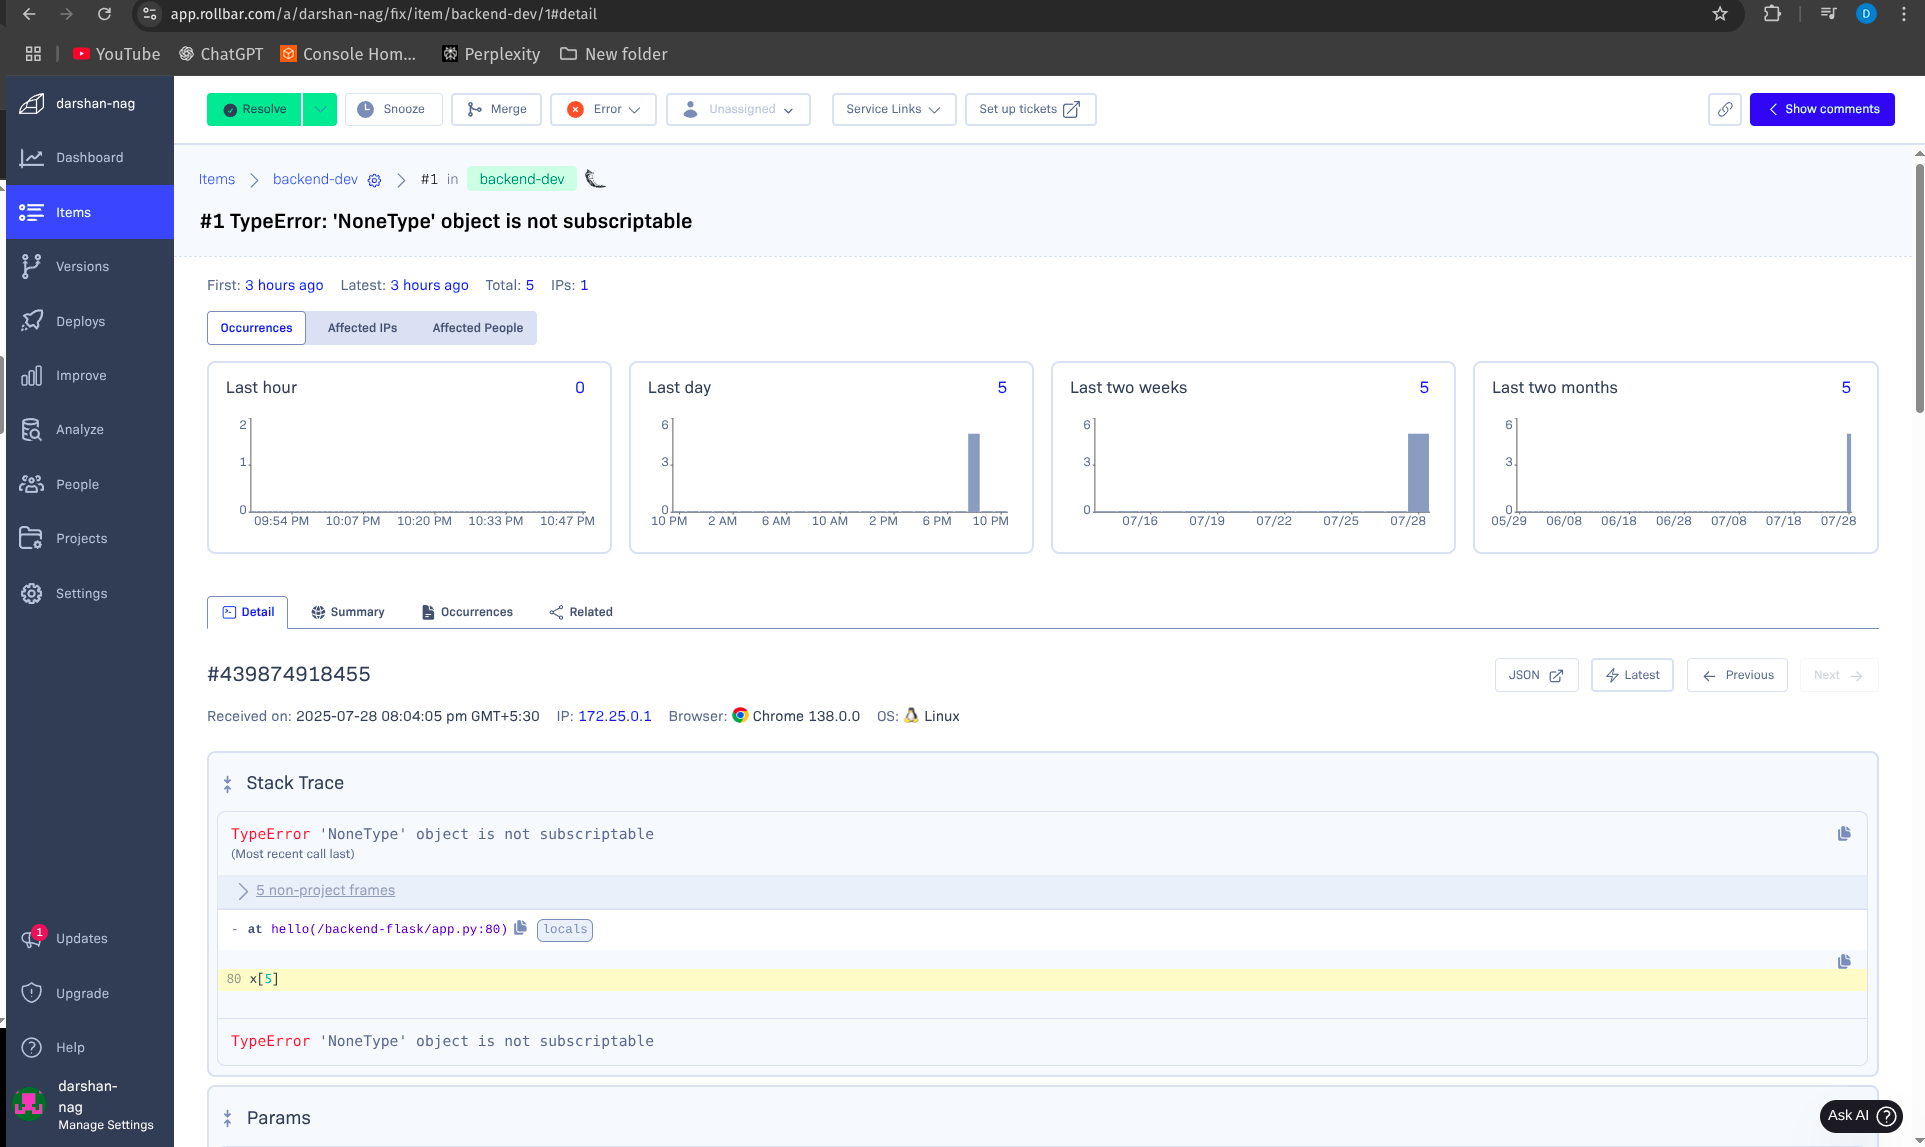 app.rollbar.com/a/darshan-nag/fix/item/backend-dev/1#detail
D
YouTube ChatGPT Console Hom... Perplexity New folder
darshan-nag
Dashboard
Items
Versions
Deploys
Improve
Analyze
People
Projects
Settings
1
Updates
Upgrade
Help
darshan-
nag
Manage Settings
Resolve Snooze Merge Error Unassigned Service Links Set up tickets Show comments
Items backend-dev #1 in backend-dev
#1 TypeError: 'NoneType' object is not subscriptable
First: 3 hours ago Latest: 3 hours ago Total: 5 IPs: 1
Occurrences Affected IPs Affected People
Last hour 0
2
1
0
09:54 PM 10:07 PM 10:20 PM 10:33 PM 10:47 PM
Last day 5
6
3
0
10 PM 2 AM 6 AM 10 AM 2 PM 6 PM 10 PM
Last two weeks 5
6
3
0
07/16 07/19 07/22 07/25 07/28
Last two months 5
6
3
0
05/29 06/08 06/18 06/28 07/08 07/18 07/28
Detail Summary Occurrences Related
#439874918455
JSON Latest Previous Next
Received on: 2025-07-28 08:04:05 pm GMT+5:30 IP: 172.25.0.1 Browser: Chrome 138.0.0 OS: Linux
Stack Trace
TypeError 'NoneType' object is not subscriptable
(Most recent call last)
5 non-project frames
- at hello(/backend-flask/app.py:80) locals
80 x[5]
TypeError 'NoneType' object is not subscriptable
Params
Ask AI